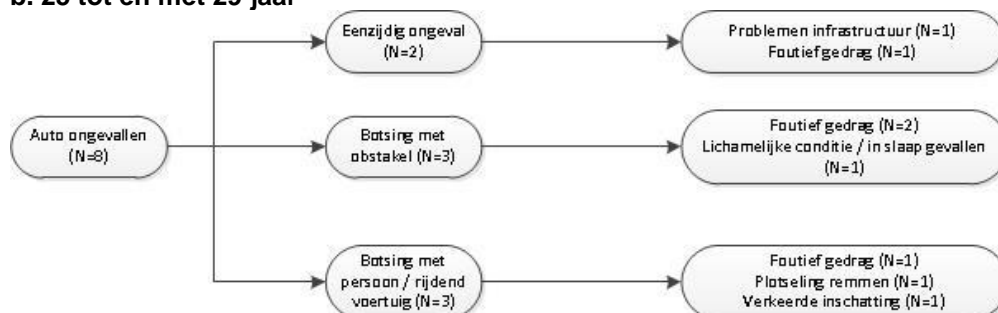 b. 25 tot en met 29 jaar
Eenzijdig ongeval
(N=2)
Problemen infrastructuur (N=1)
Foutief gedrag (N=1)
Auto ongevallen
(N=8)
Botsing met
obstakel (N=3)
Foutief gedrag (N=2)
Lichamelijke conditie / in slaap gevallen
(N=1)
Botsing met
persoon / rijdend
voertuig (N=3)
Foutief gedrag (N=1)
Plotseling remmen (N=1)
Verkeerde inschatting (N=1)